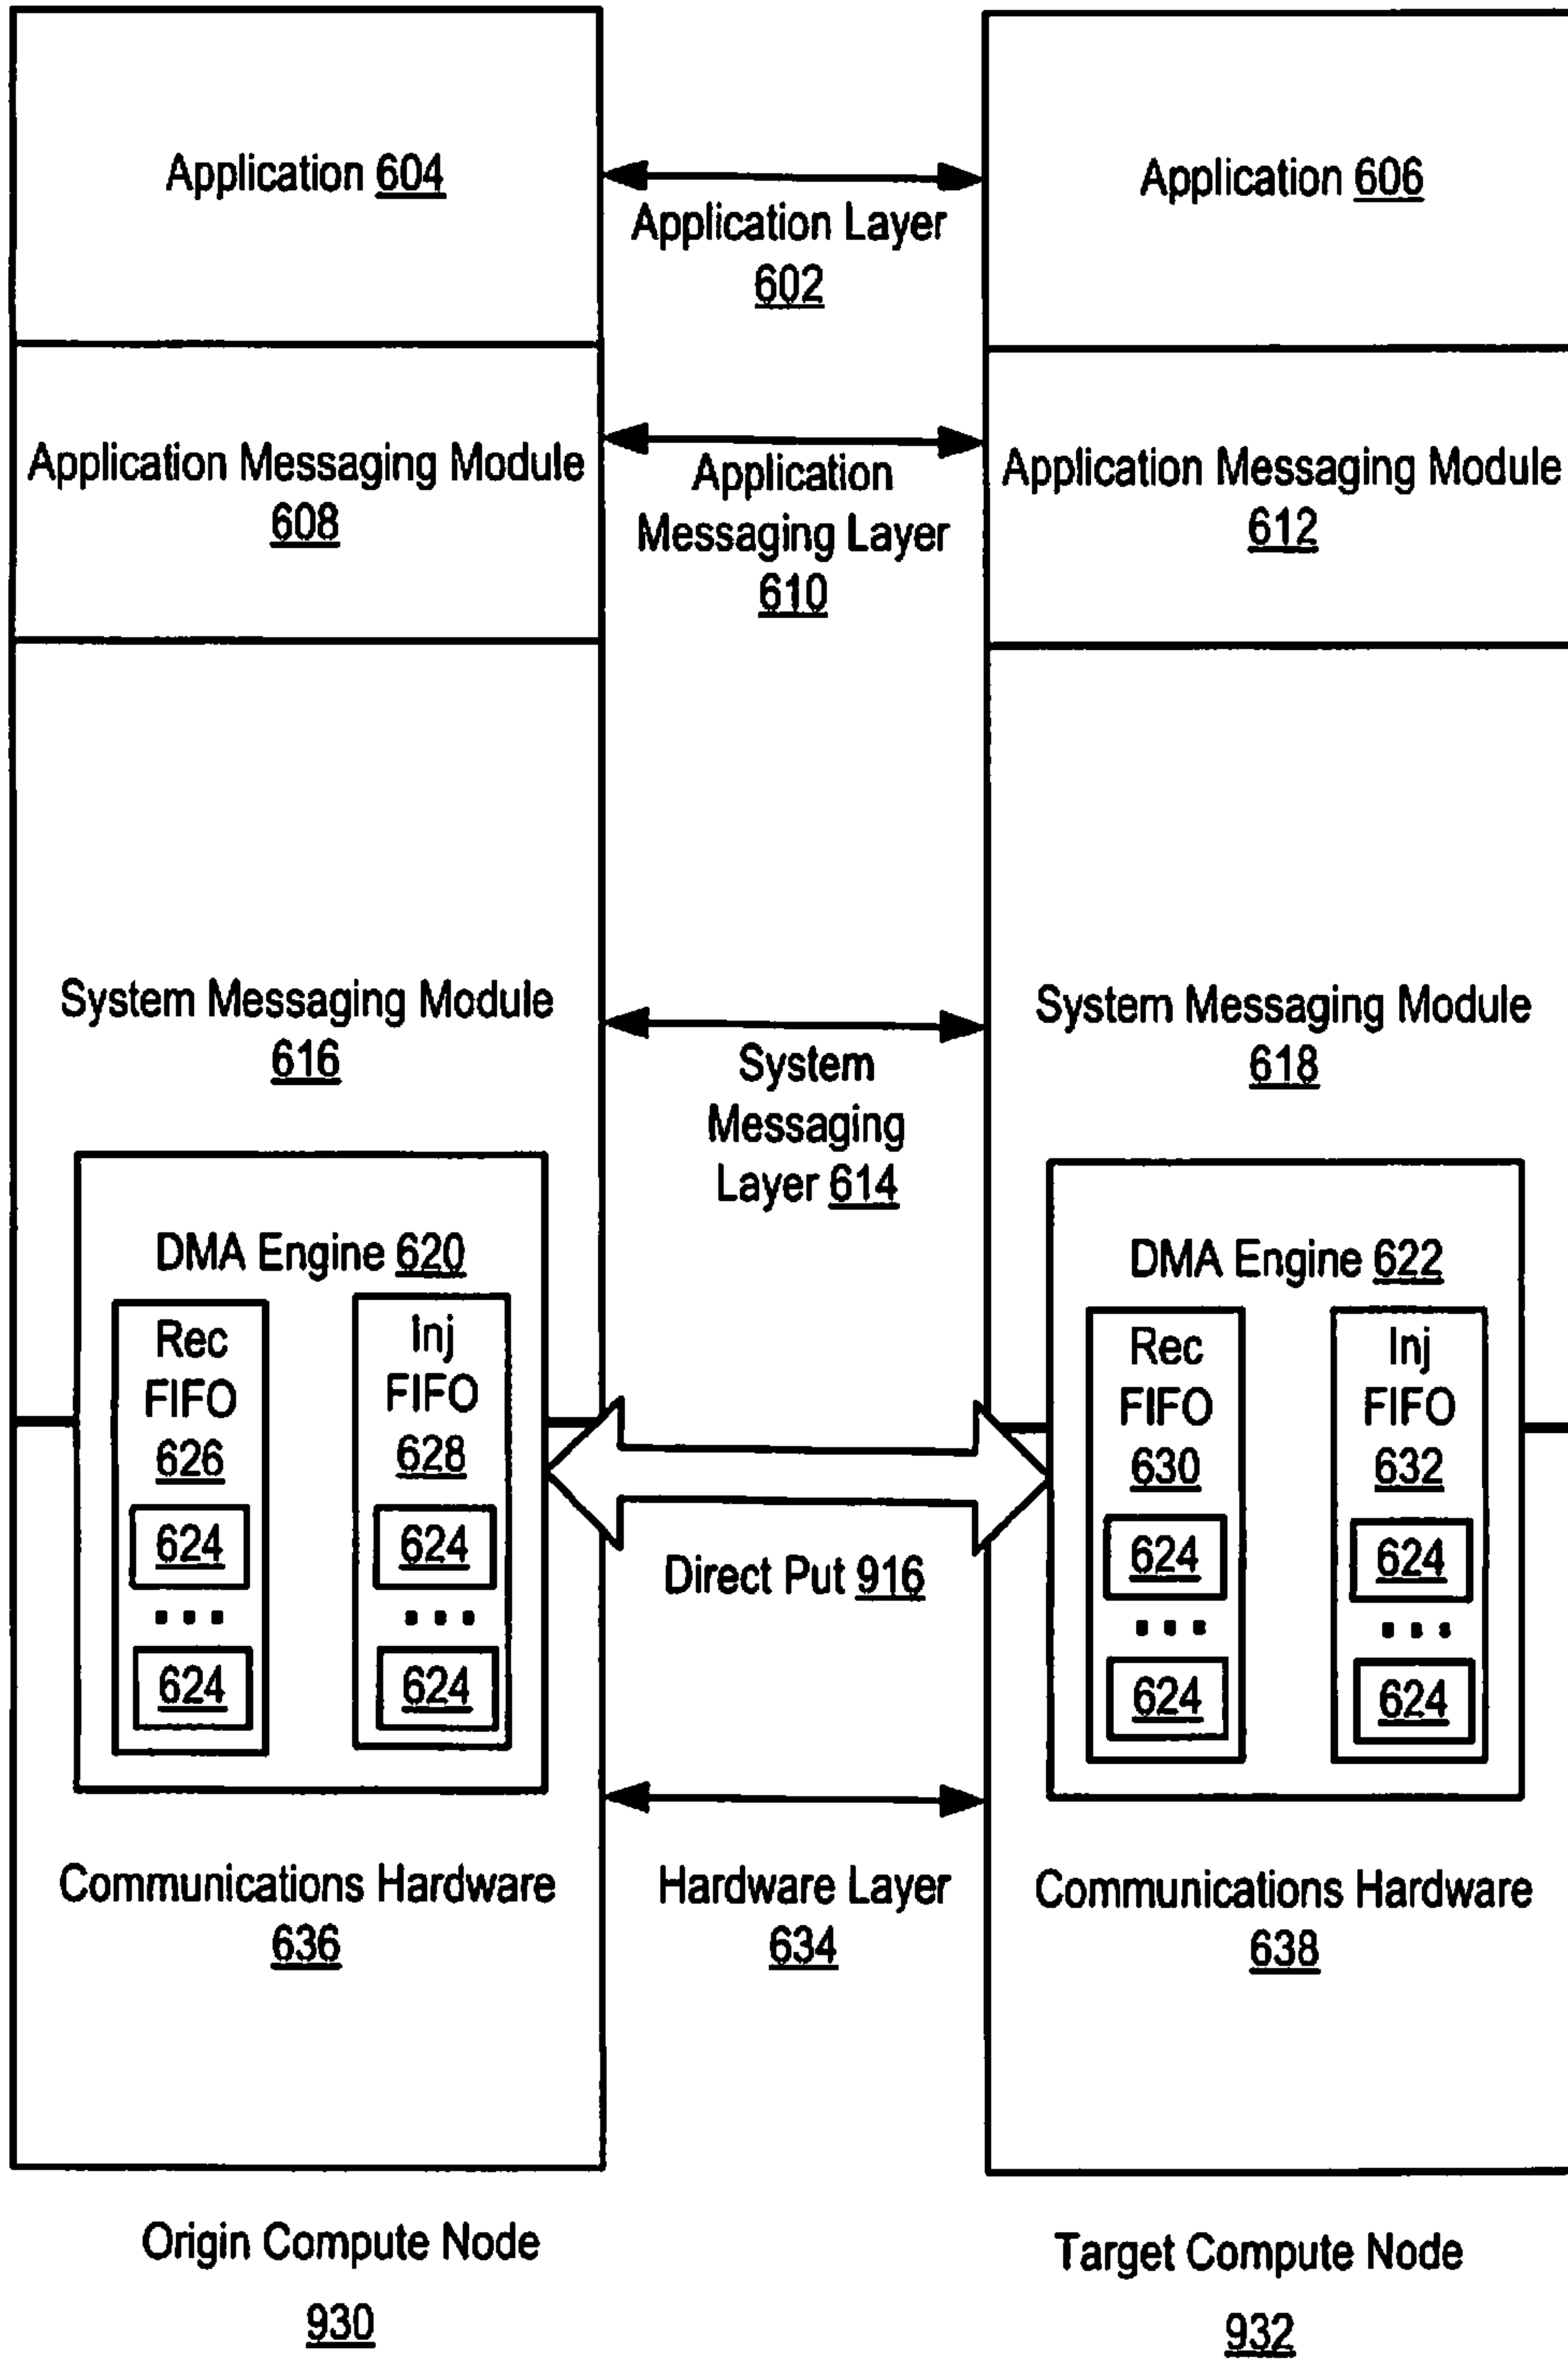 Application 604
Application Layer
602
Application 606
Application Messaging Module
608
Application
Messaging Layer
610
Application Messaging Module
612
System Messaging Module
616
System
Messaging
Layer 614
System Messaging Module
618
DMA Engine 620
Rec
FIFO
626
624
...
624
Inj
FIFO
628
624
...
624
Direct Put 916
DMA Engine 622
Rec
FIFO
630
624
...
624
Inj
FIFO
632
624
...
624
Communications Hardware
636
Hardware Layer
634
Communications Hardware
638
Origin Compute Node
930
Target Compute Node
932